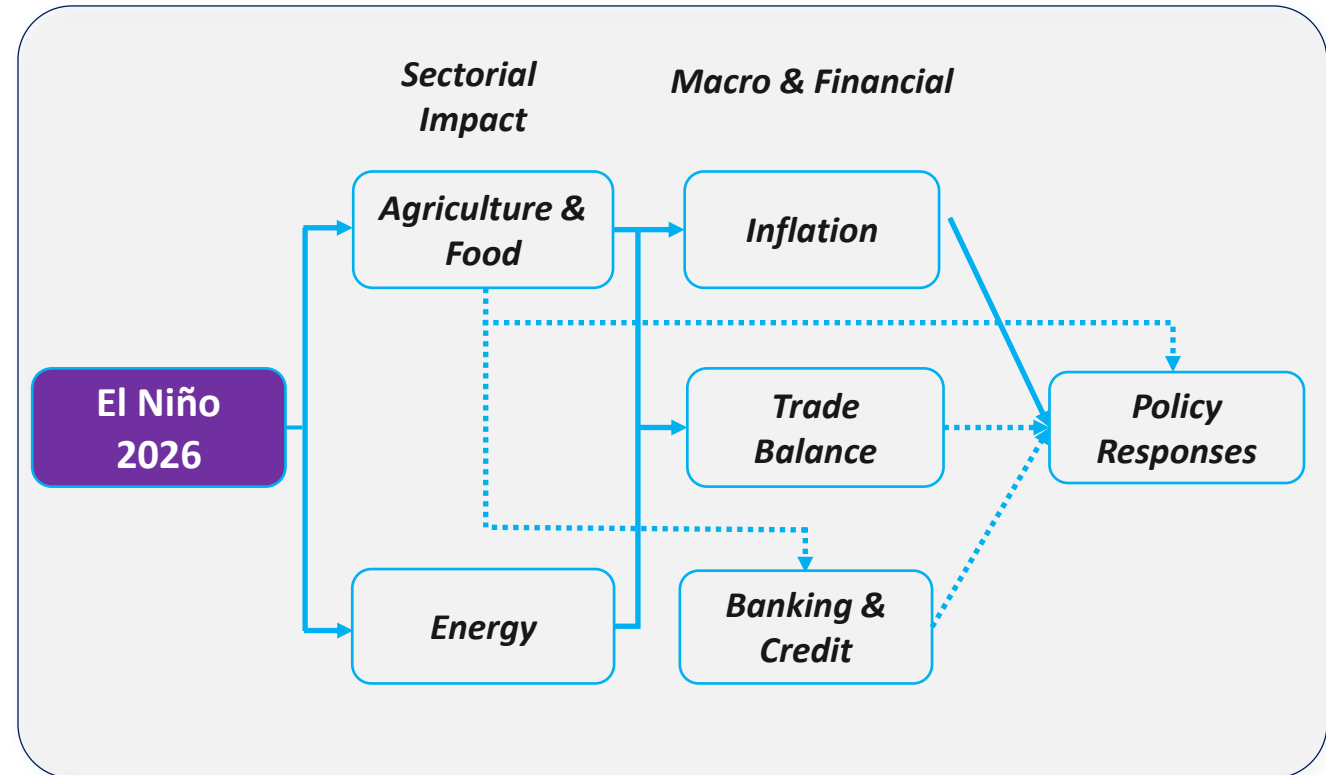 Sectorial
Impact
Macro & Financial
Agriculture &
Food
Inflation
El Niño
2026
Trade
Balance
Policy
Responses
Energy
Banking &
Credit